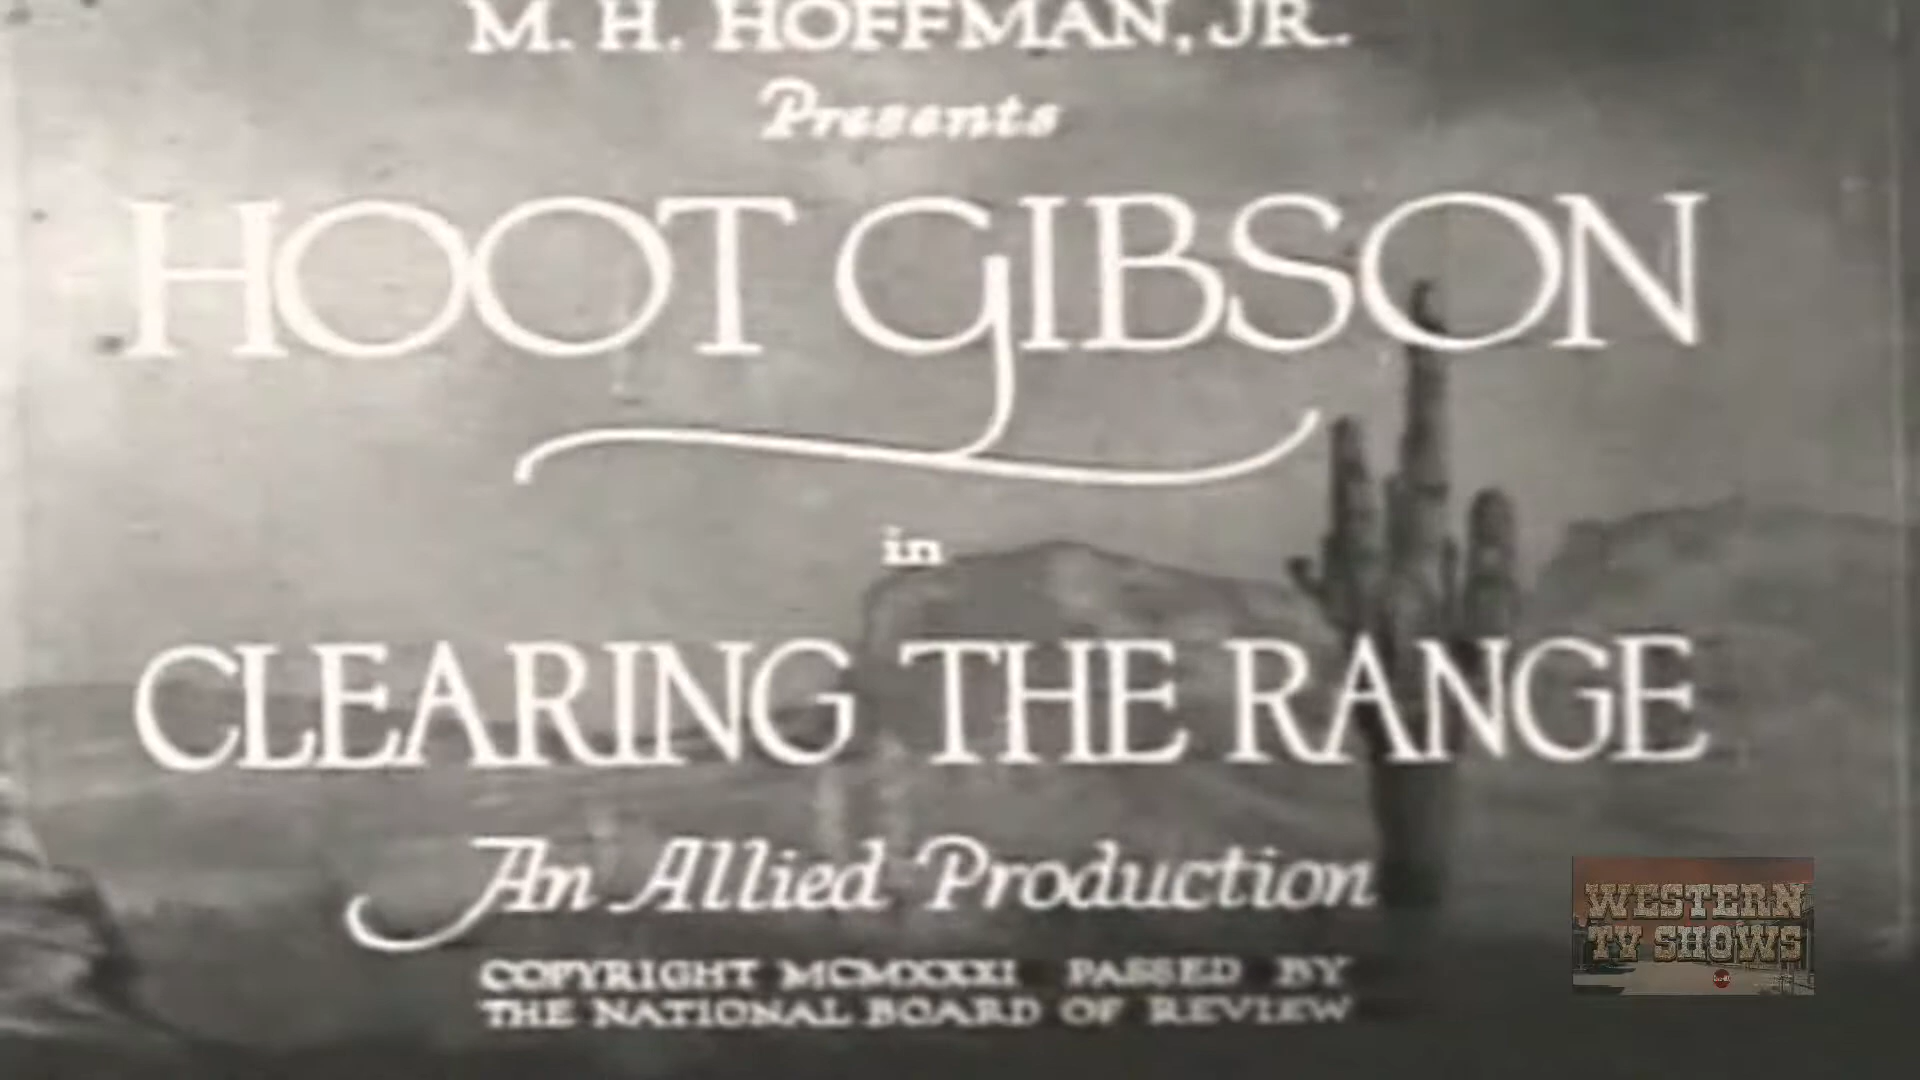 M. H. HOFFMAN, JR.
Presents
HOOT GIBSON
in
CLEARING THE RANGE
An Allied Production
COPYRIGHT MCMXXXI PASSED BY
THE NATIONAL BOARD OF REVIEW
WESTERN
TV SHOWS